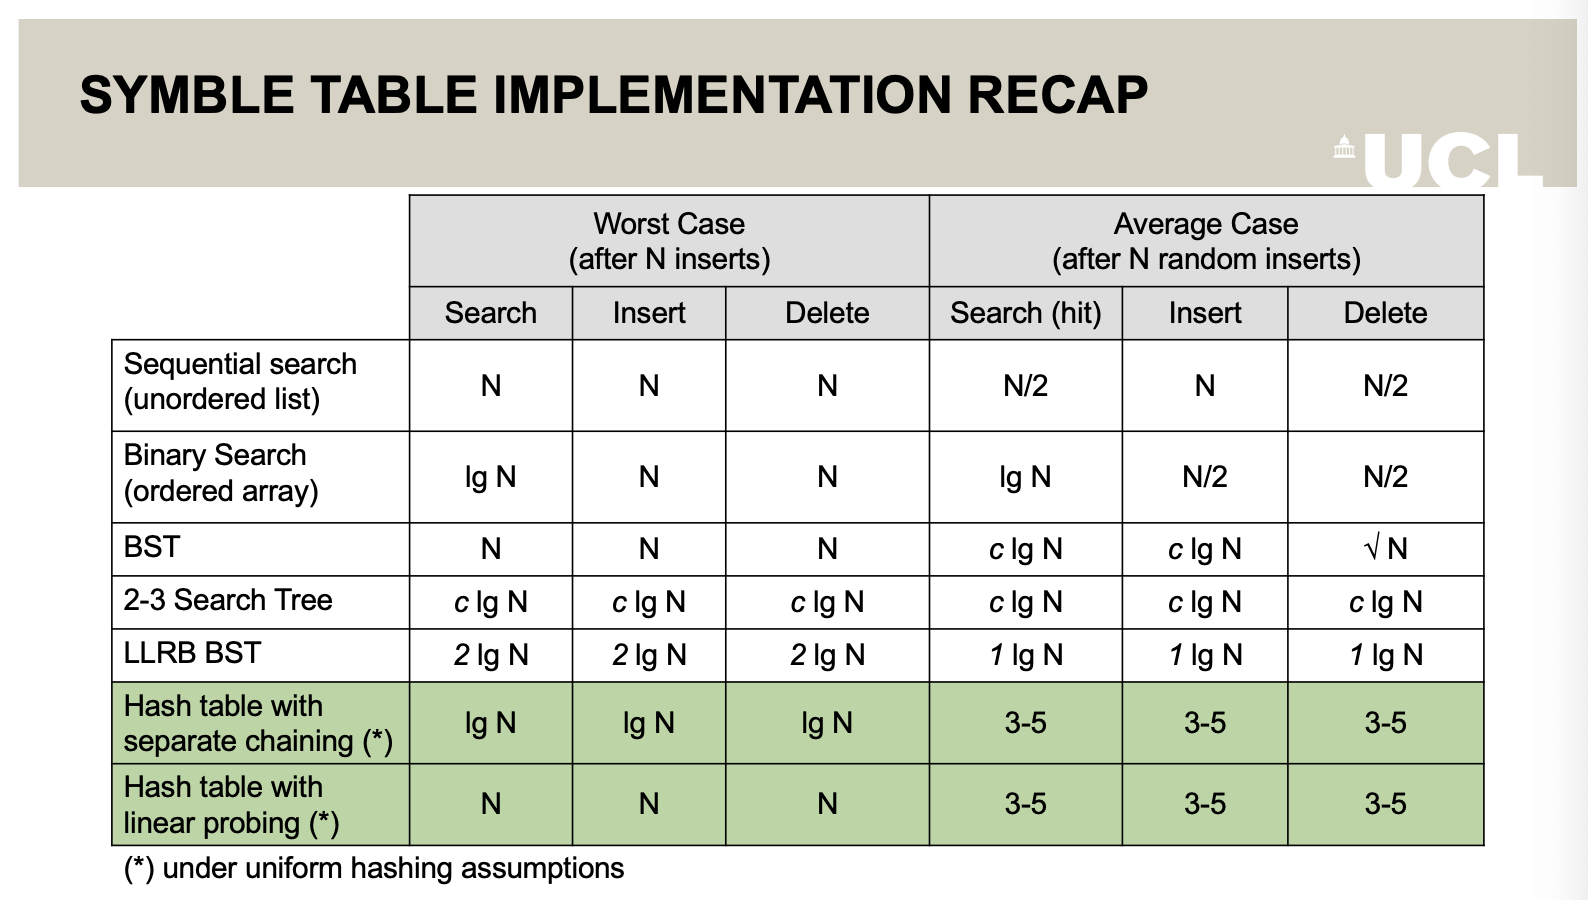 SYMBLE TABLE IMPLEMENTATION RECAP
UCL
Worst Case
(after N inserts)
Average Case
(after N random inserts)
Search Insert Delete Search (hit) Insert Delete
Sequential search
(unordered list)
N N N N/2 N N/2
Binary Search
(ordered array)
lg N N N lg N N/2 N/2
BST N N N c lg N c lg N √ N
2-3 Search Tree c lg N c lg N c lg N c lg N c lg N c lg N
LLRB BST 2 lg N 2 lg N 2 lg N 1 lg N 1 lg N 1 lg N
Hash table with
separate chaining (*)
lg N lg N lg N 3-5 3-5 3-5
Hash table with
linear probing (*)
N N N 3-5 3-5 3-5
(*) under uniform hashing assumptions